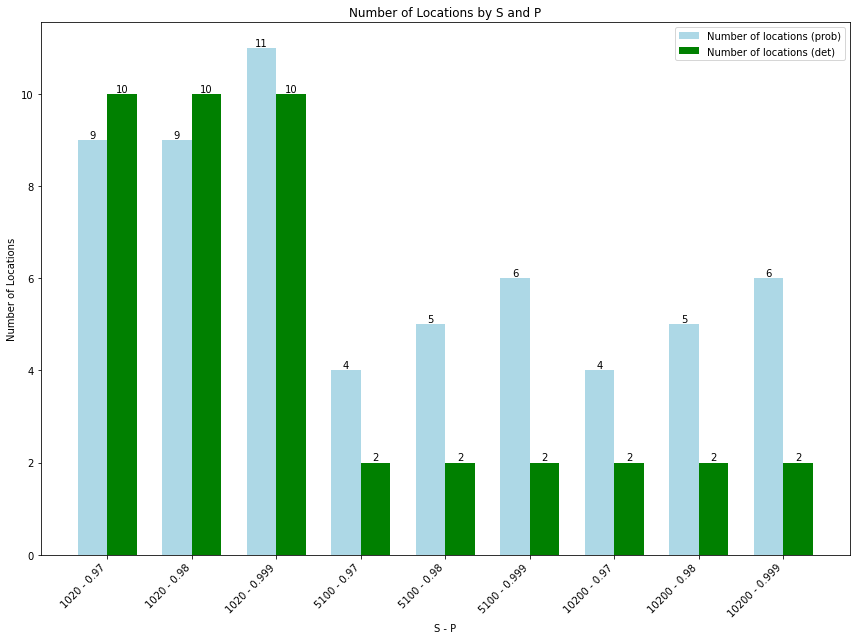 Number of Locations by S and P
Number of locations (prob)
Number of locations (det)
Number of Locations
10
8
6
4
2
0
9
10
9
10
11
10
4
2
5
2
6
2
4
2
5
2
6
2
1020 - 0.97
1020 - 0.98
1020 - 0.999
5100 - 0.97
5100 - 0.98
5100 - 0.999
10200 - 0.97
10200 - 0.98
10200 - 0.999
S - P